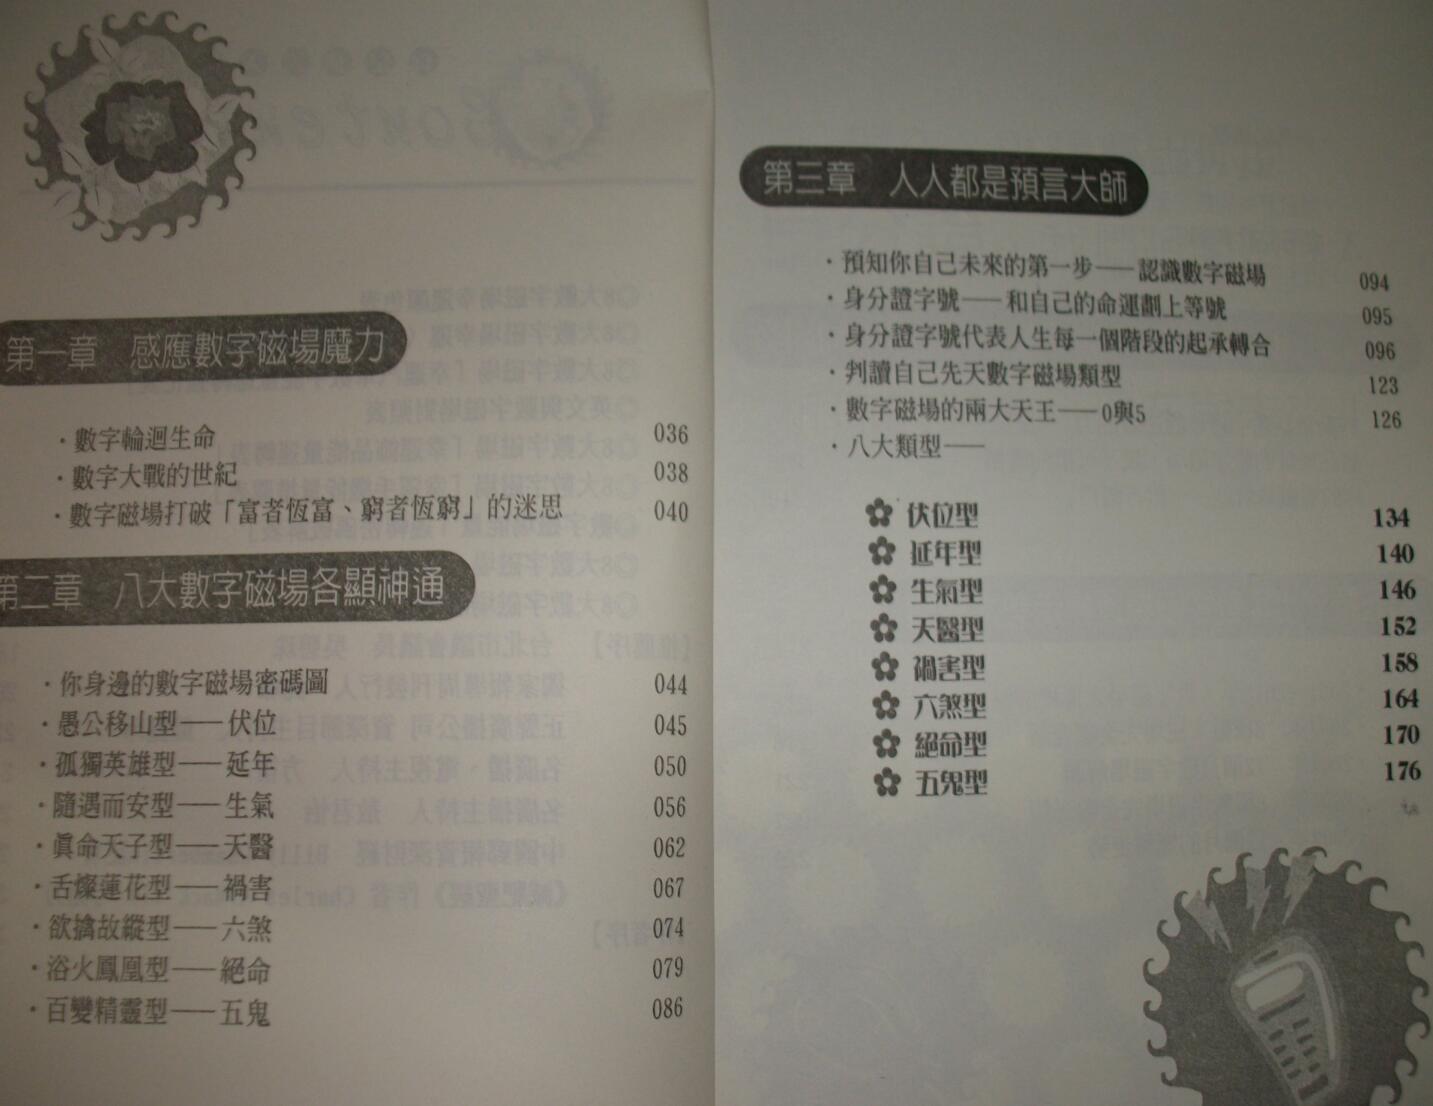 第一章 感應數字磁場魔力
・數字輪迴生命 036
・數字大戰的世紀 038
・數字磁場打破「富者恆富、窮者恆窮」的迷思 040
第二章 八大數字磁場各顯神通
・你身邊的數字磁場密碼圖 044
・愚公移山型——伏位 045
・孤獨英雄型——延年 050
・隨遇而安型——生氣 056
・眞命天子型——天醫 062
・舌燦蓮花型——禍害 067
・欲擒故縱型——六煞 074
・浴火鳳凰型——絕命 079
・百變精靈型——五鬼 086
第三章 人人都是預言大師
・預知你自己未來的第一步——認識數字磁場 094
・身分證字號——和自己的命運劃上等號 095
・身分證字號代表人生每一個階段的起承轉合 096
・判讀自己先天數字磁場類型 123
・數字磁場的兩大天王——0與5 126
・八大類型——
伏位型 134
延年型 140
生氣型 146
天醫型 152
禍害型 158
六煞型 164
絕命型 170
五鬼型 176